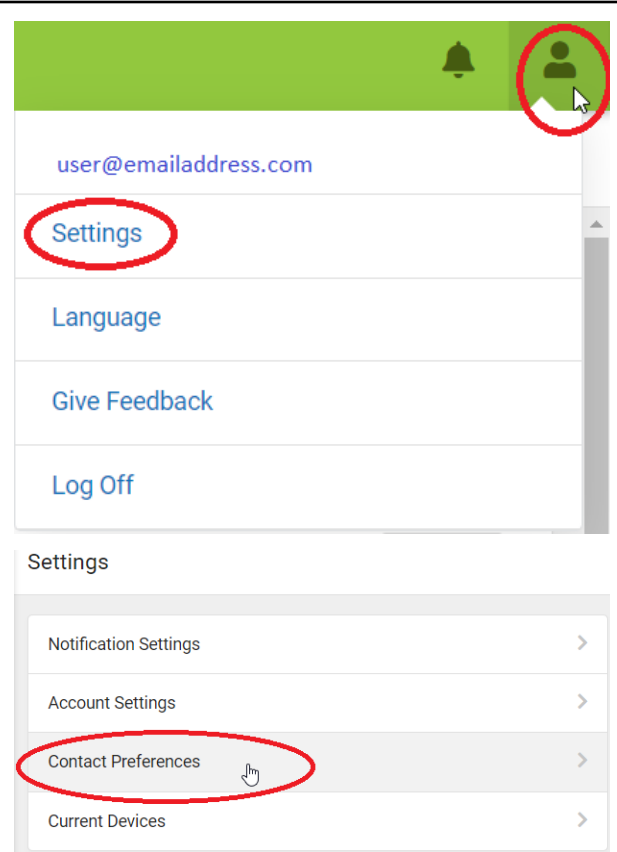 user@emailaddress.com
Settings
Language
Give Feedback
Log Off
Settings
Notification Settings
Account Settings
Contact Preferences
Current Devices